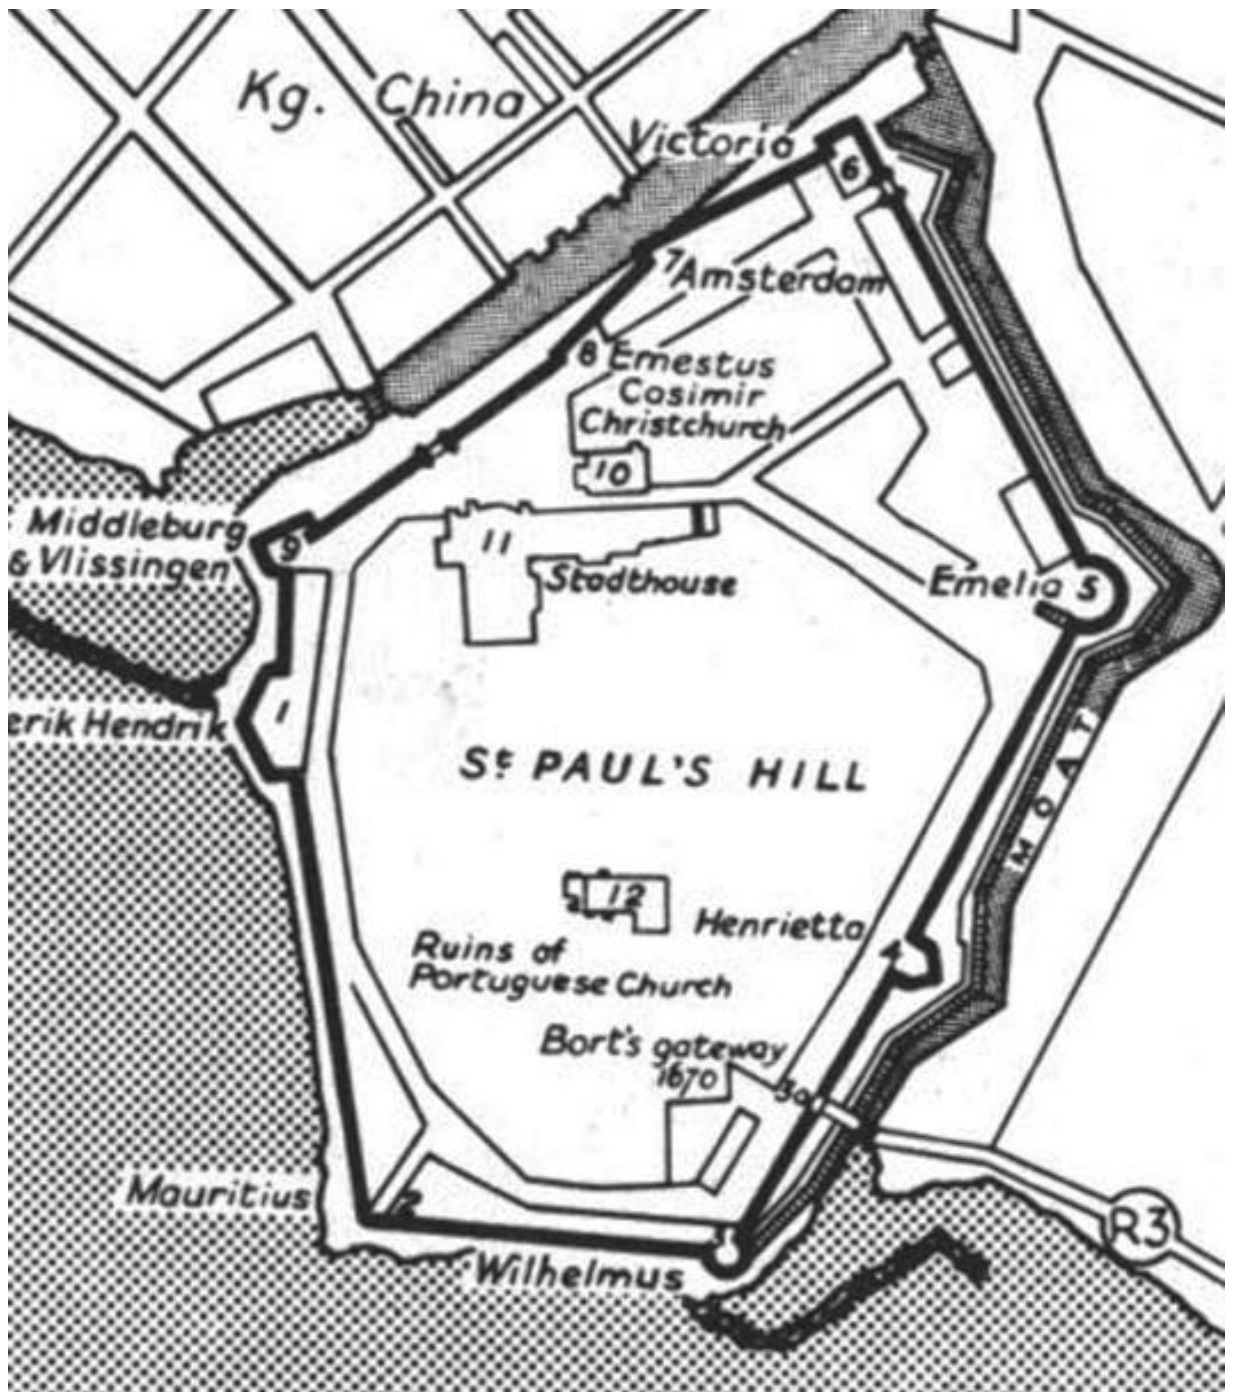 Kg. China
Victoria
6
7
Amsterdam
8 Ernestus
Casimir
Christchurch
10
Middleburg
& Vlissingen
9
11
Stadthouse
Emelia 5
1
erik Hendrik
St PAUL'S HILL
MOAT
12
Henrietta
4
Ruins of
Portuguese Church
Bort's gateway
1670
3a
Mauritius
2
Wilhelmus
R3